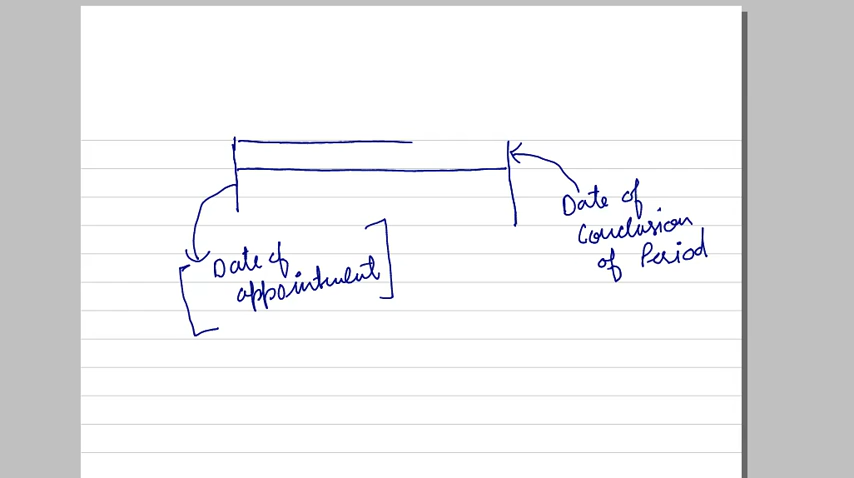 Date of
appointment
Date of
Conclusion
of Period